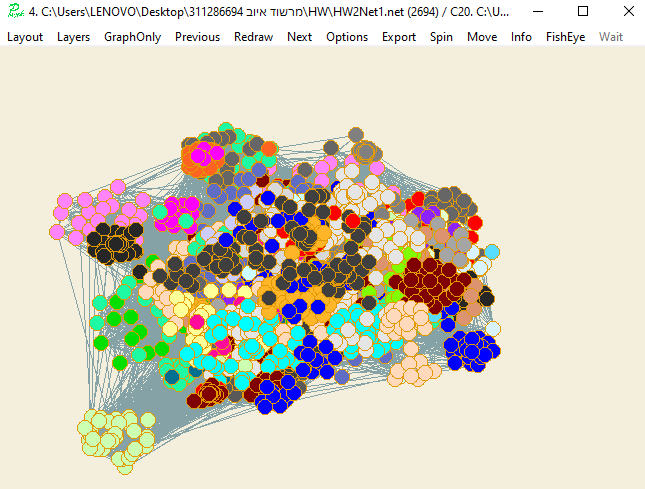 4. C:\Users\LENOVO\Desktop\311286694 מרשוד איוב\HW\HW2Net1.net (2694) / C20. C:\U...
Layout Layers GraphOnly Previous Redraw Next Options Export Spin Move Info FishEye Wait